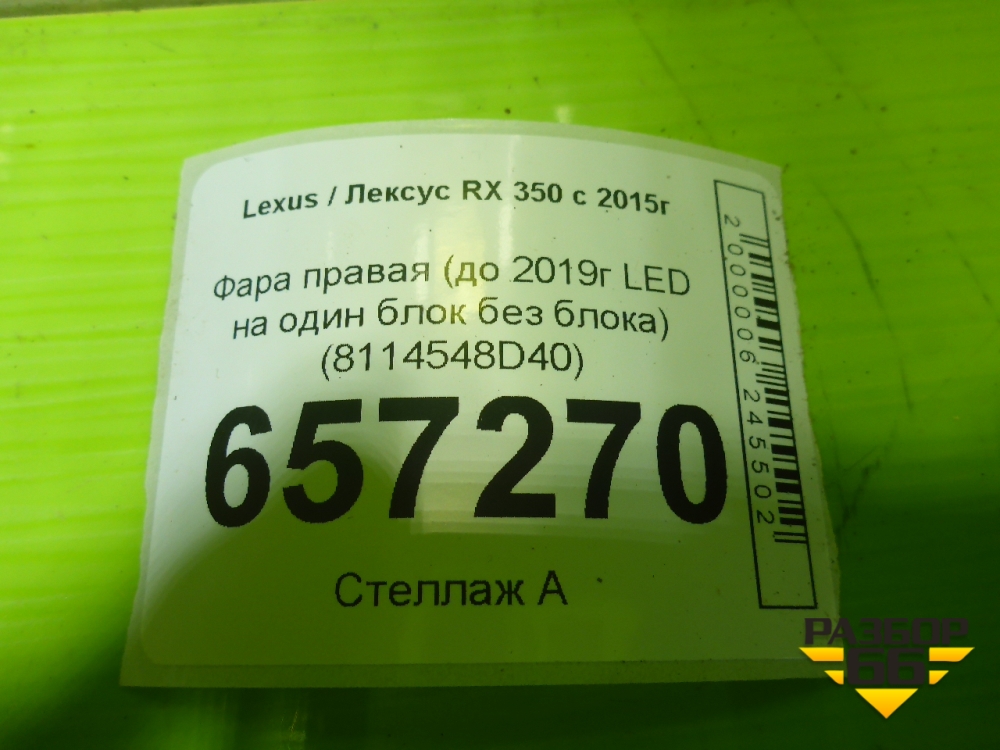 Lexus / Лексус RX 350 с 2015г
Фара правая (до 2019г LED
на один блок без блока)
(8114548D40)
657270
Стеллаж А
2000006245502
РАЗБОР
66